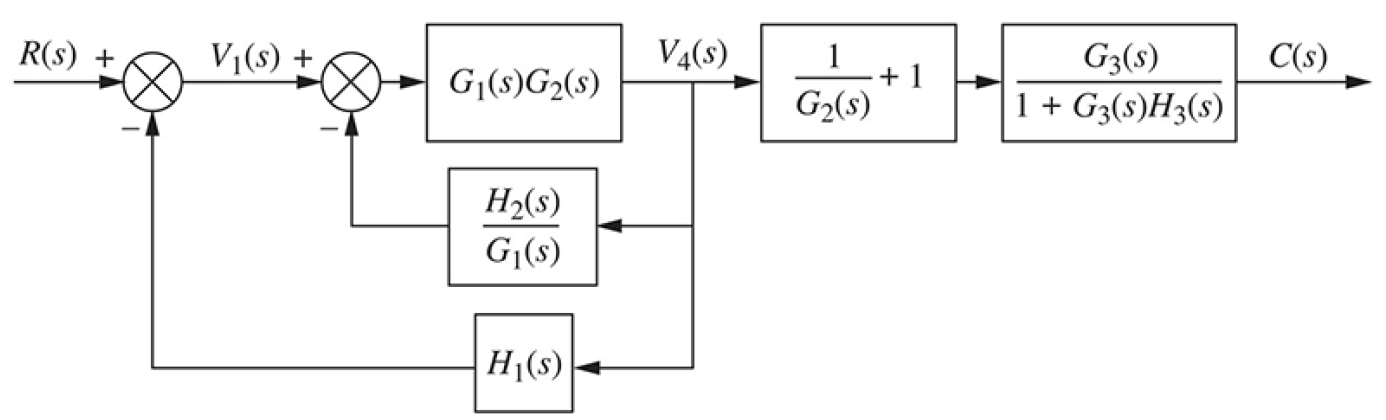 R(s) +
V₁(s) +
G₁(s)G₂(s)
V₄(s)
1
G₂(s)
+ 1
G₃(s)
1 + G₃(s)H₃(s)
C(s)
−
−
H₂(s)
G₁(s)
H₁(s)